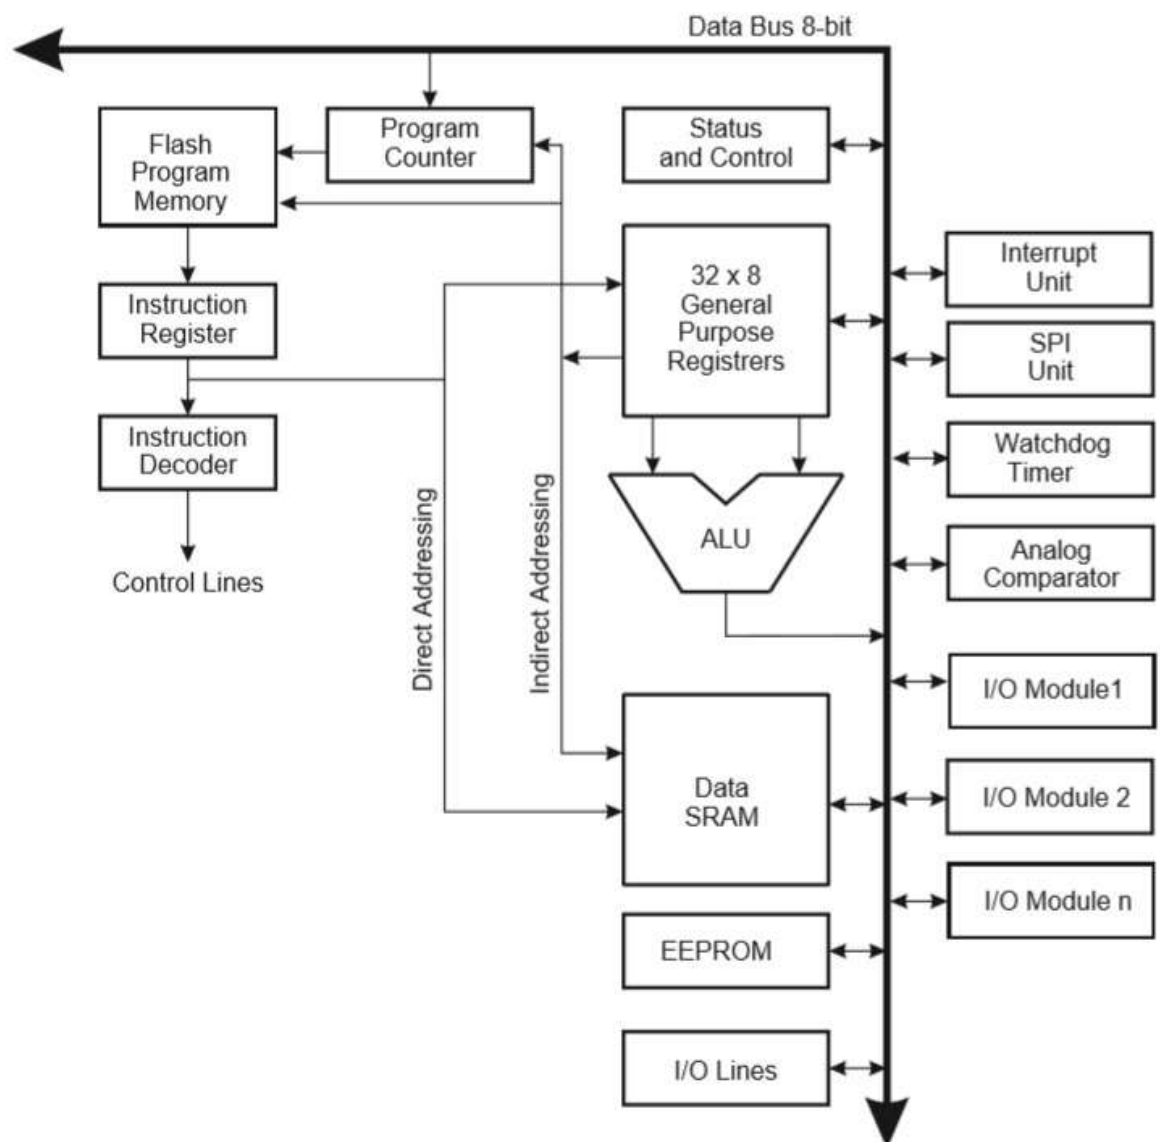 Data Bus 8-bit
Flash
Program
Memory
Program
Counter
Status
and Control
Interrupt
Unit
32 x 8
General
Purpose
Registrers
Instruction
Register
SPI
Unit
Instruction
Decoder
Watchdog
Timer
Direct Addressing
Indirect Addressing
ALU
Analog
Comparator
Control Lines
I/O Module1
Data
SRAM
I/O Module 2
I/O Module n
EEPROM
I/O Lines